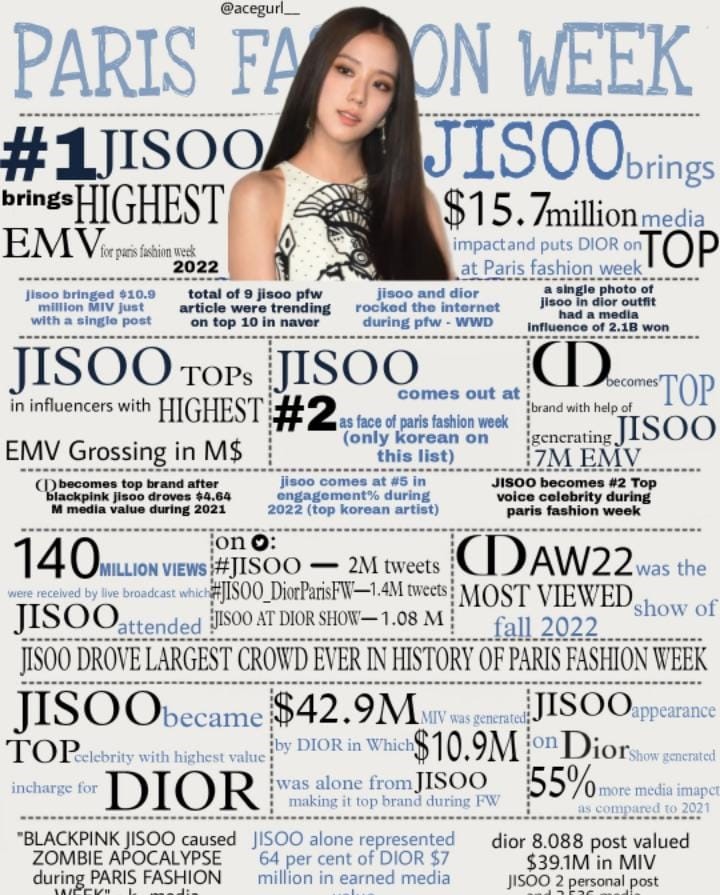 @acegurl__
PARIS FA ON WEEK
#1 JISOO
brings HIGHEST
EMV for paris fashion week
2022
JISOO brings
$15.7 million media
impact and puts DIOR on TOP
at Paris fashion week
jisoo bringed $10.9
million MIV just
with a single post
total of 9 jisoo pfw
article were trending
on top 10 in naver
jisoo and dior
rocked the internet
during pfw - WWD
a single photo of
jisoo in dior outfit
had a media
influence of 2.1B won
JISOO TOPs
in influencers with HIGHEST
EMV Grossing in M$
JISOO
comes out at
#2 as face of paris fashion week
(only korean on
this list)
CD becomes TOP
brand with help of
generating JISOO
7M EMV
CD becomes top brand after
blackpink jisoo droves $4.64
M media value during 2021
jisoo comes at #5 in
engagement% during
2022 (top korean artist)
JISOO becomes #2 Top
voice celebrity during
paris fashion week
140 MILLION VIEWS
were received by live broadcast which
JISOO attended
on :
#JISOO — 2M tweets
#JISOO_DiorParisFW—1.4M tweets
JISOO AT DIOR SHOW—1.08 M
CD AW22 was the
MOST VIEWED show of
fall 2022
JISOO DROVE LARGEST CROWD EVER IN HISTORY OF PARIS FASHION WEEK
JISOO became
TOP celebrity with highest value
incharge for DIOR
$42.9M MIV was generated
by DIOR in Which $10.9M
was alone from JISOO
making it top brand during FW
JISOO appearance
on Dior Show generated
55% more media imapct
as compared to 2021
"BLACKPINK JISOO caused
ZOMBIE APOCALYPSE
during PARIS FASHION
WEEK" - k media
JISOO alone represented
64 per cent of DIOR $7
million in earned media
value
dior 8.088 post valued
$39.1M in MIV
JISOO 2 personal post
and 2,536 media